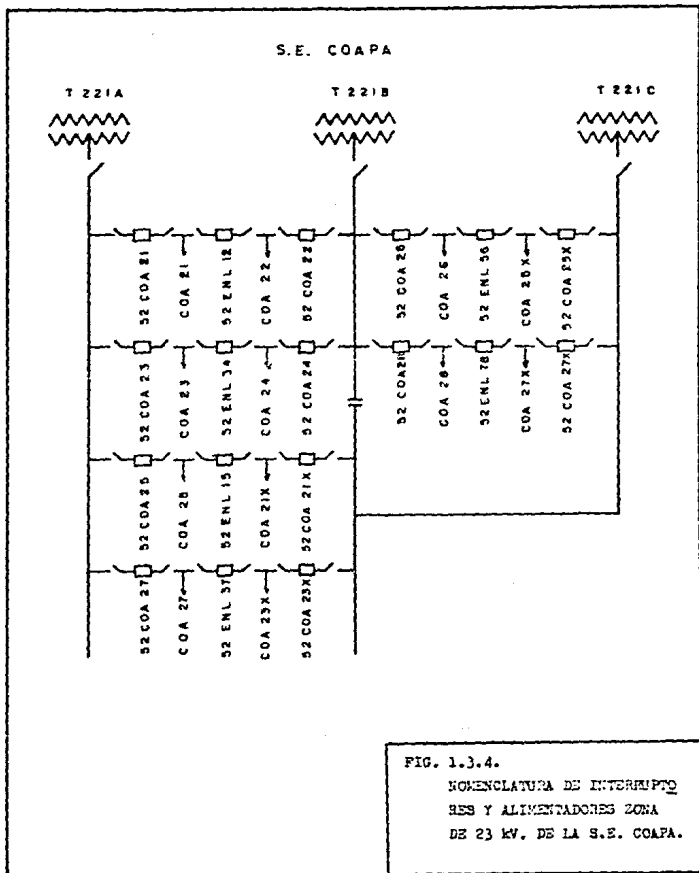 S.E. COAPA
T 221A
T 221B
T 221C
52 COA 21
COA 21
52 ENL 12
COA 22
52 COA 22
52 COA 26
COA 26
52 ENL 56
COA 25X
52 COA 25X
52 COA 23
COA 23
52 ENL 34
COA 24
52 COA 24
COA 28
52 ENL 78
COA 27X
52 COA 27X
52 COA 25
COA 25
52 ENL 15
COA 21X
52 COA 21X
52 COA 27
COA 27
52 ENL 37
COA 23X
52 COA 23X
FIG. 1.3.4.
NOMENCLATURA DE INTERRUPTO
RES Y ALIMENTADORES ZONA
DE 23 kV. DE LA S.E. COAPA.